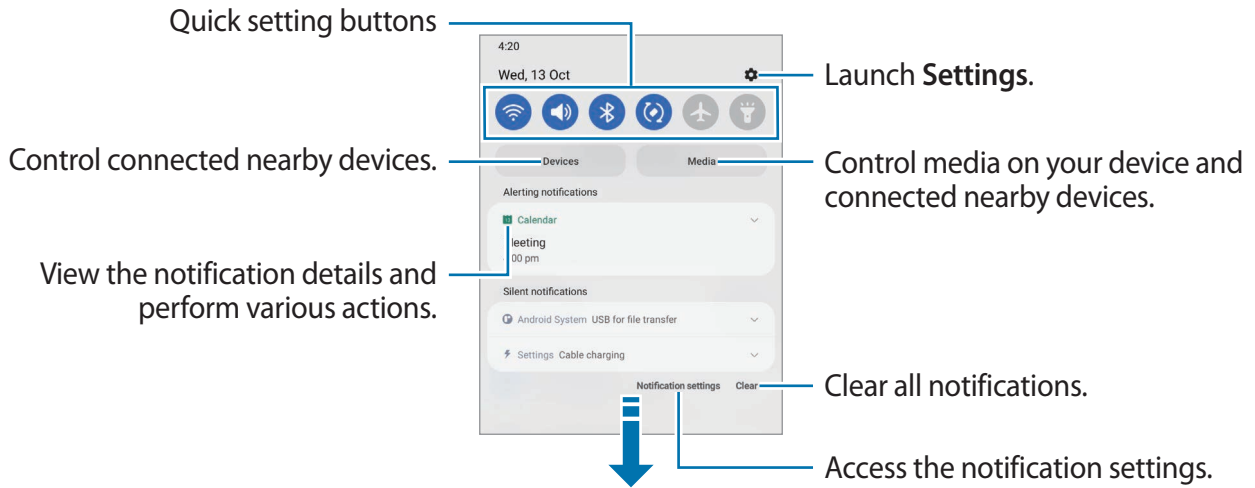 Quick setting buttons
4:20
Wed, 13 Oct
Launch Settings.
Control connected nearby devices.
Devices
Media
Control media on your device and
connected nearby devices.
Alerting notifications
Calendar
eeting
00 pm
View the notification details and
perform various actions.
Silent notifications
Android System USB for file transfer
Settings Cable charging
Notification settings Clear
Clear all notifications.
Access the notification settings.